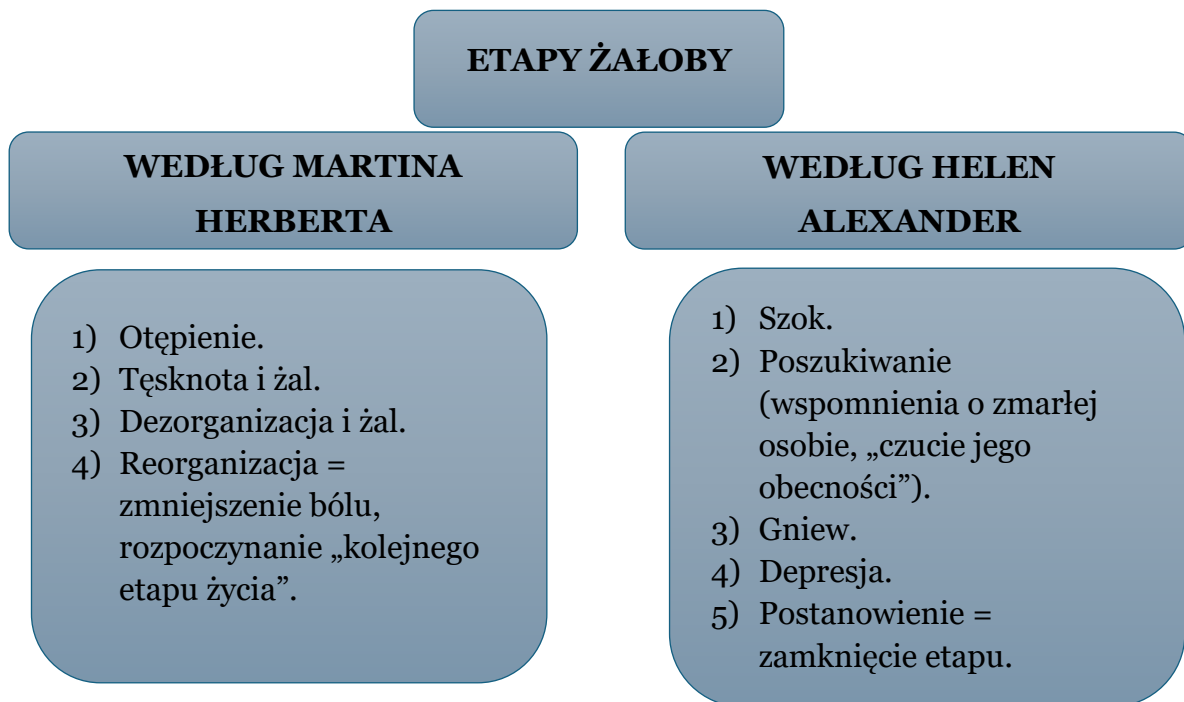 ETAPY ŻAŁOBY
WEDŁUG MARTINA
HERBERTA
1) Otępienie.
2) Tęsknota i żal.
3) Dezorganizacja i żal.
4) Reorganizacja =
zmniejszenie bólu,
rozpoczynanie „kolejnego
etapu życia”.
WEDŁUG HELEN
ALEXANDER
1) Szok.
2) Poszukiwanie
(wspomnienia o zmarłej
osobie, „czucie jego
obecności”).
3) Gniew.
4) Depresja.
5) Postanowienie =
zamknięcie etapu.